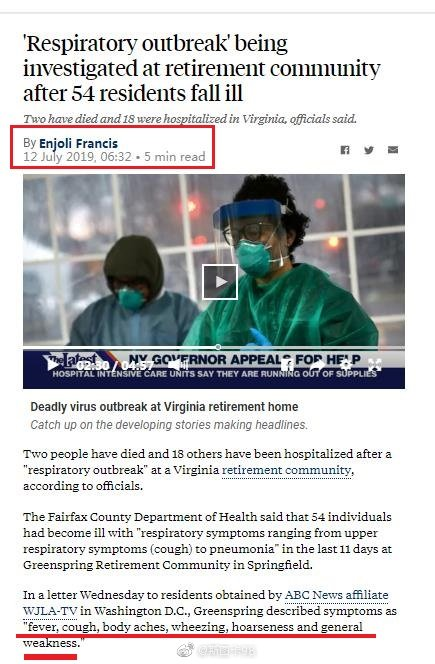 'Respiratory outbreak' being
investigated at retirement community
after 54 residents fall ill
Two have died and 18 were hospitalized in Virginia, officials said.
By Enjoli Francis
12 July 2019, 06:32 • 5 min read
The Latest
NY GOVERNOR APPEALS FOR HELP
02:30 / 04:57
HOSPITAL INTENSIVE CARE UNITS SAY THEY ARE RUNNING OUT OF SUPPLIES
Deadly virus outbreak at Virginia retirement home
Catch up on the developing stories making headlines.
Two people have died and 18 others have been hospitalized after a
"respiratory outbreak" at a Virginia retirement community,
according to officials.
The Fairfax County Department of Health said that 54 individuals
had become ill with "respiratory symptoms ranging from upper
respiratory symptoms (cough) to pneumonia" in the last 11 days at
Greenspring Retirement Community in Springfield.
In a letter Wednesday to residents obtained by ABC News affiliate
WJLA-TV in Washington D.C., Greenspring described symptoms as
"fever, cough, body aches, wheezing, hoarseness and general
weakness."